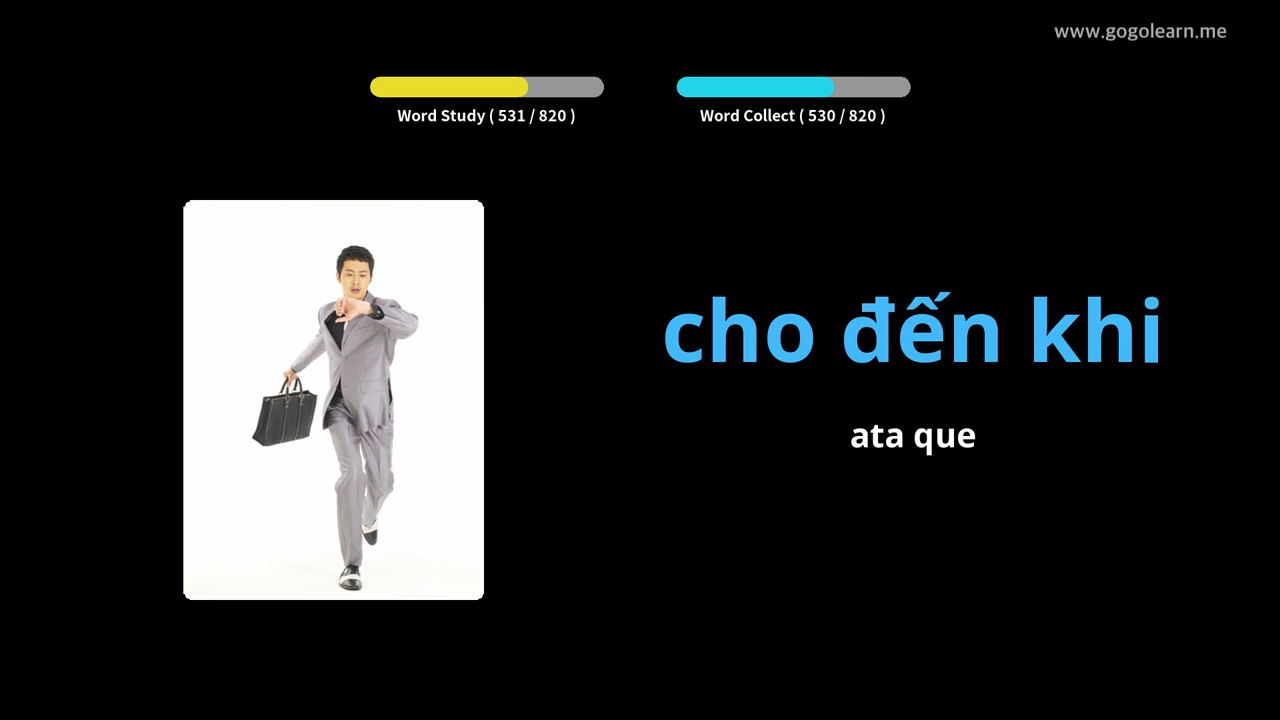 www.gogolearn.me
Word Study ( 531 / 820 )
Word Collect ( 530 / 820 )
cho đến khi
ata que